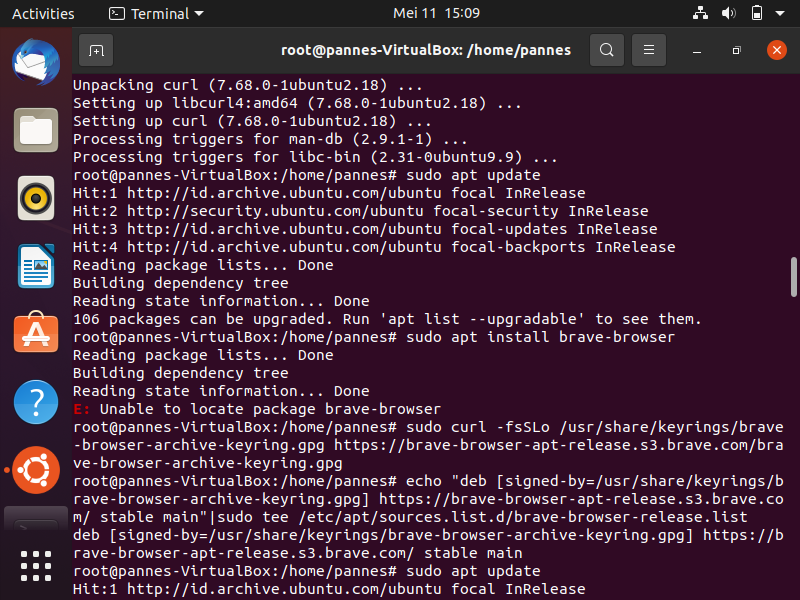 Activities
Terminal
Mei 11 15:09
root@pannes-VirtualBox: /home/pannes
Unpacking curl (7.68.0-1ubuntu2.18) ...
Setting up libcurl4:amd64 (7.68.0-1ubuntu2.18) ...
Setting up curl (7.68.0-1ubuntu2.18) ...
Processing triggers for man-db (2.9.1-1) ...
Processing triggers for libc-bin (2.31-0ubuntu9.9) ...
root@pannes-VirtualBox:/home/pannes# sudo apt update
Hit:1 http://id.archive.ubuntu.com/ubuntu focal InRelease
Hit:2 http://security.ubuntu.com/ubuntu focal-security InRelease
Hit:3 http://id.archive.ubuntu.com/ubuntu focal-updates InRelease
Hit:4 http://id.archive.ubuntu.com/ubuntu focal-backports InRelease
Reading package lists... Done
Building dependency tree
Reading state information... Done
106 packages can be upgraded. Run 'apt list --upgradable' to see them.
root@pannes-VirtualBox:/home/pannes# sudo apt install brave-browser
Reading package lists... Done
Building dependency tree
Reading state information... Done
E: Unable to locate package brave-browser
root@pannes-VirtualBox:/home/pannes# sudo curl -fsSLo /usr/share/keyrings/brave
-browser-archive-keyring.gpg https://brave-browser-apt-release.s3.brave.com/bra
ve-browser-archive-keyring.gpg
root@pannes-VirtualBox:/home/pannes# echo "deb [signed-by=/usr/share/keyrings/b
rave-browser-archive-keyring.gpg] https://brave-browser-apt-release.s3.brave.co
m/ stable main"|sudo tee /etc/apt/sources.list.d/brave-browser-release.list
deb [signed-by=/usr/share/keyrings/brave-browser-archive-keyring.gpg] https://b
rave-browser-apt-release.s3.brave.com/ stable main
root@pannes-VirtualBox:/home/pannes# sudo apt update
Hit:1 http://id.archive.ubuntu.com/ubuntu focal InRelease